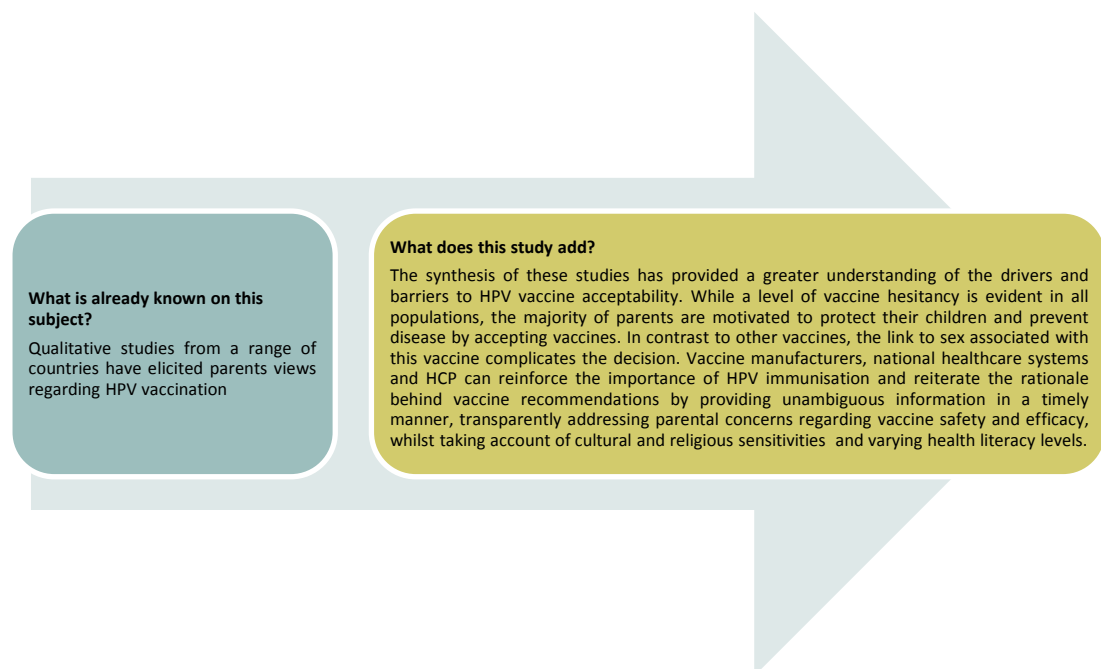 What is already known on this
subject?
Qualitative studies from a range of
countries have elicited parents views
regarding HPV vaccination
What does this study add?
The synthesis of these studies has provided a greater understanding of the drivers and
barriers to HPV vaccine acceptability. While a level of vaccine hesitancy is evident in all
populations, the majority of parents are motivated to protect their children and prevent
disease by accepting vaccines. In contrast to other vaccines, the link to sex associated with
this vaccine complicates the decision. Vaccine manufacturers, national healthcare systems
and HCP can reinforce the importance of HPV immunisation and reiterate the rationale
behind vaccine recommendations by providing unambiguous information in a timely
manner, transparently addressing parental concerns regarding vaccine safety and efficacy,
whilst taking account of cultural and religious sensitivities and varying health literacy levels.